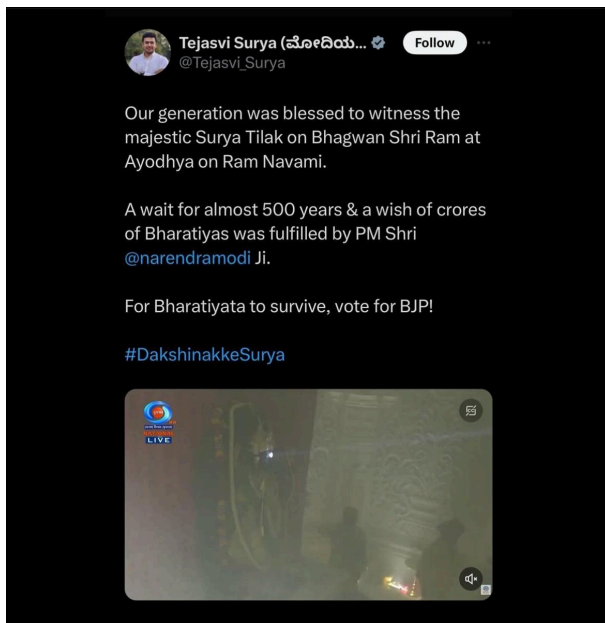 Tejasvi Surya (ಮೋದಿಯ...
Follow
@Tejasvi_Surya
Our generation was blessed to witness the
majestic Surya Tilak on Bhagwan Shri Ram at
Ayodhya on Ram Navami.
A wait for almost 500 years & a wish of crores
of Bharatiyas was fulfilled by PM Shri
@narendramodi Ji.
For Bharatiyata to survive, vote for BJP!
#DakshinakkeSurya
NATIONAL
LIVE